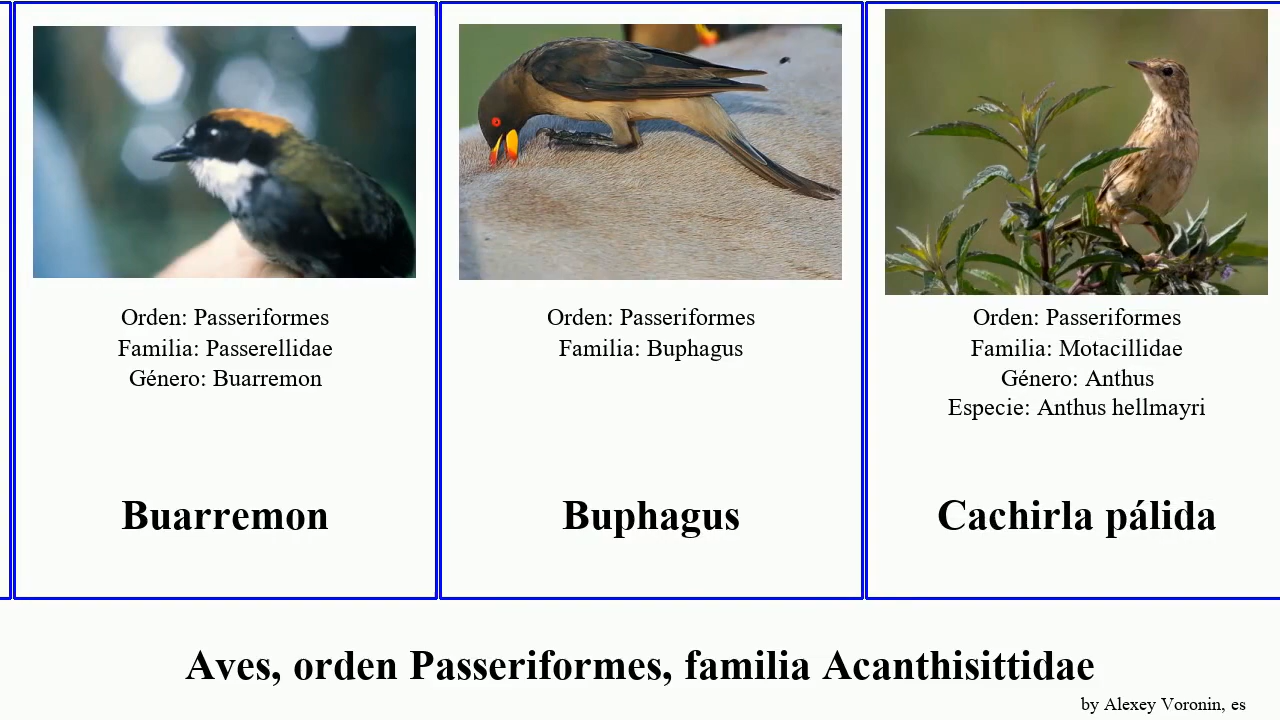 Orden: Passeriformes
Familia: Passerellidae
Género: Buarremon
Buarremon
Orden: Passeriformes
Familia: Buphagus
Buphagus
Orden: Passeriformes
Familia: Motacillidae
Género: Anthus
Especie: Anthus hellmayri
Cachirla pálida
Aves, orden Passeriformes, familia Acanthisittidae
by Alexey Voronin, es